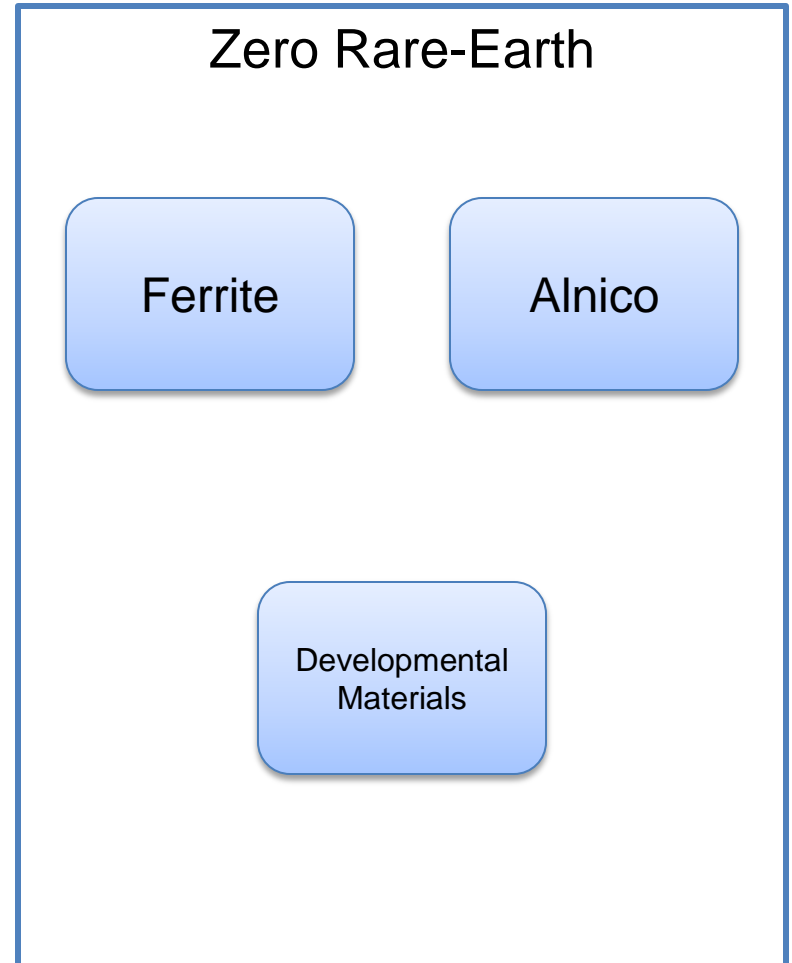 Zero Rare-Earth
Ferrite
Alnico
Developmental
Materials